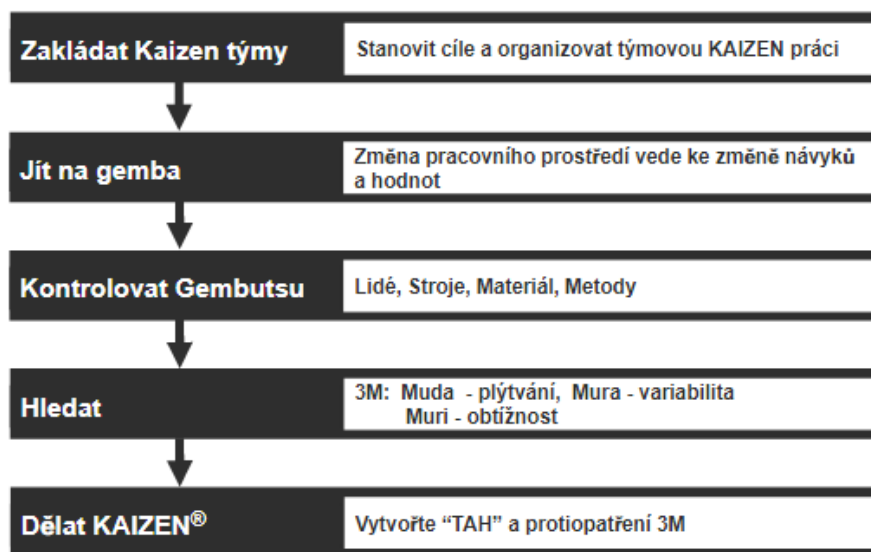 Zakládat Kaizen týmy
Stanovit cíle a organizovat týmovou KAIZEN práci
Jít na gemba
Změna pracovního prostředí vede ke změně návyků
a hodnot
Kontrolovat Gembutsu
Lidé, Stroje, Materiál, Metody
Hledat
3M: Muda - plýtvání, Mura - variabilita
Muri - obtížnost
Dělat KAIZEN®
Vytvořte “TAH” a protiopatření 3M